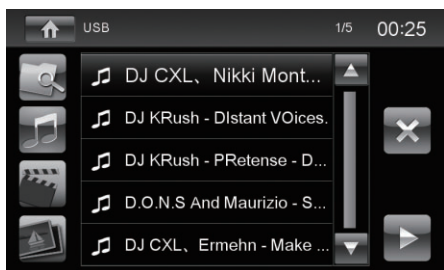 USB 1/5 00:25
DJ CXL、Nikki Mont...
DJ KRush - DIstant VOices.
DJ KRush - PRetense - D...
D.O.N.S And Maurizio - S...
DJ CXL、Ermehn - Make ...